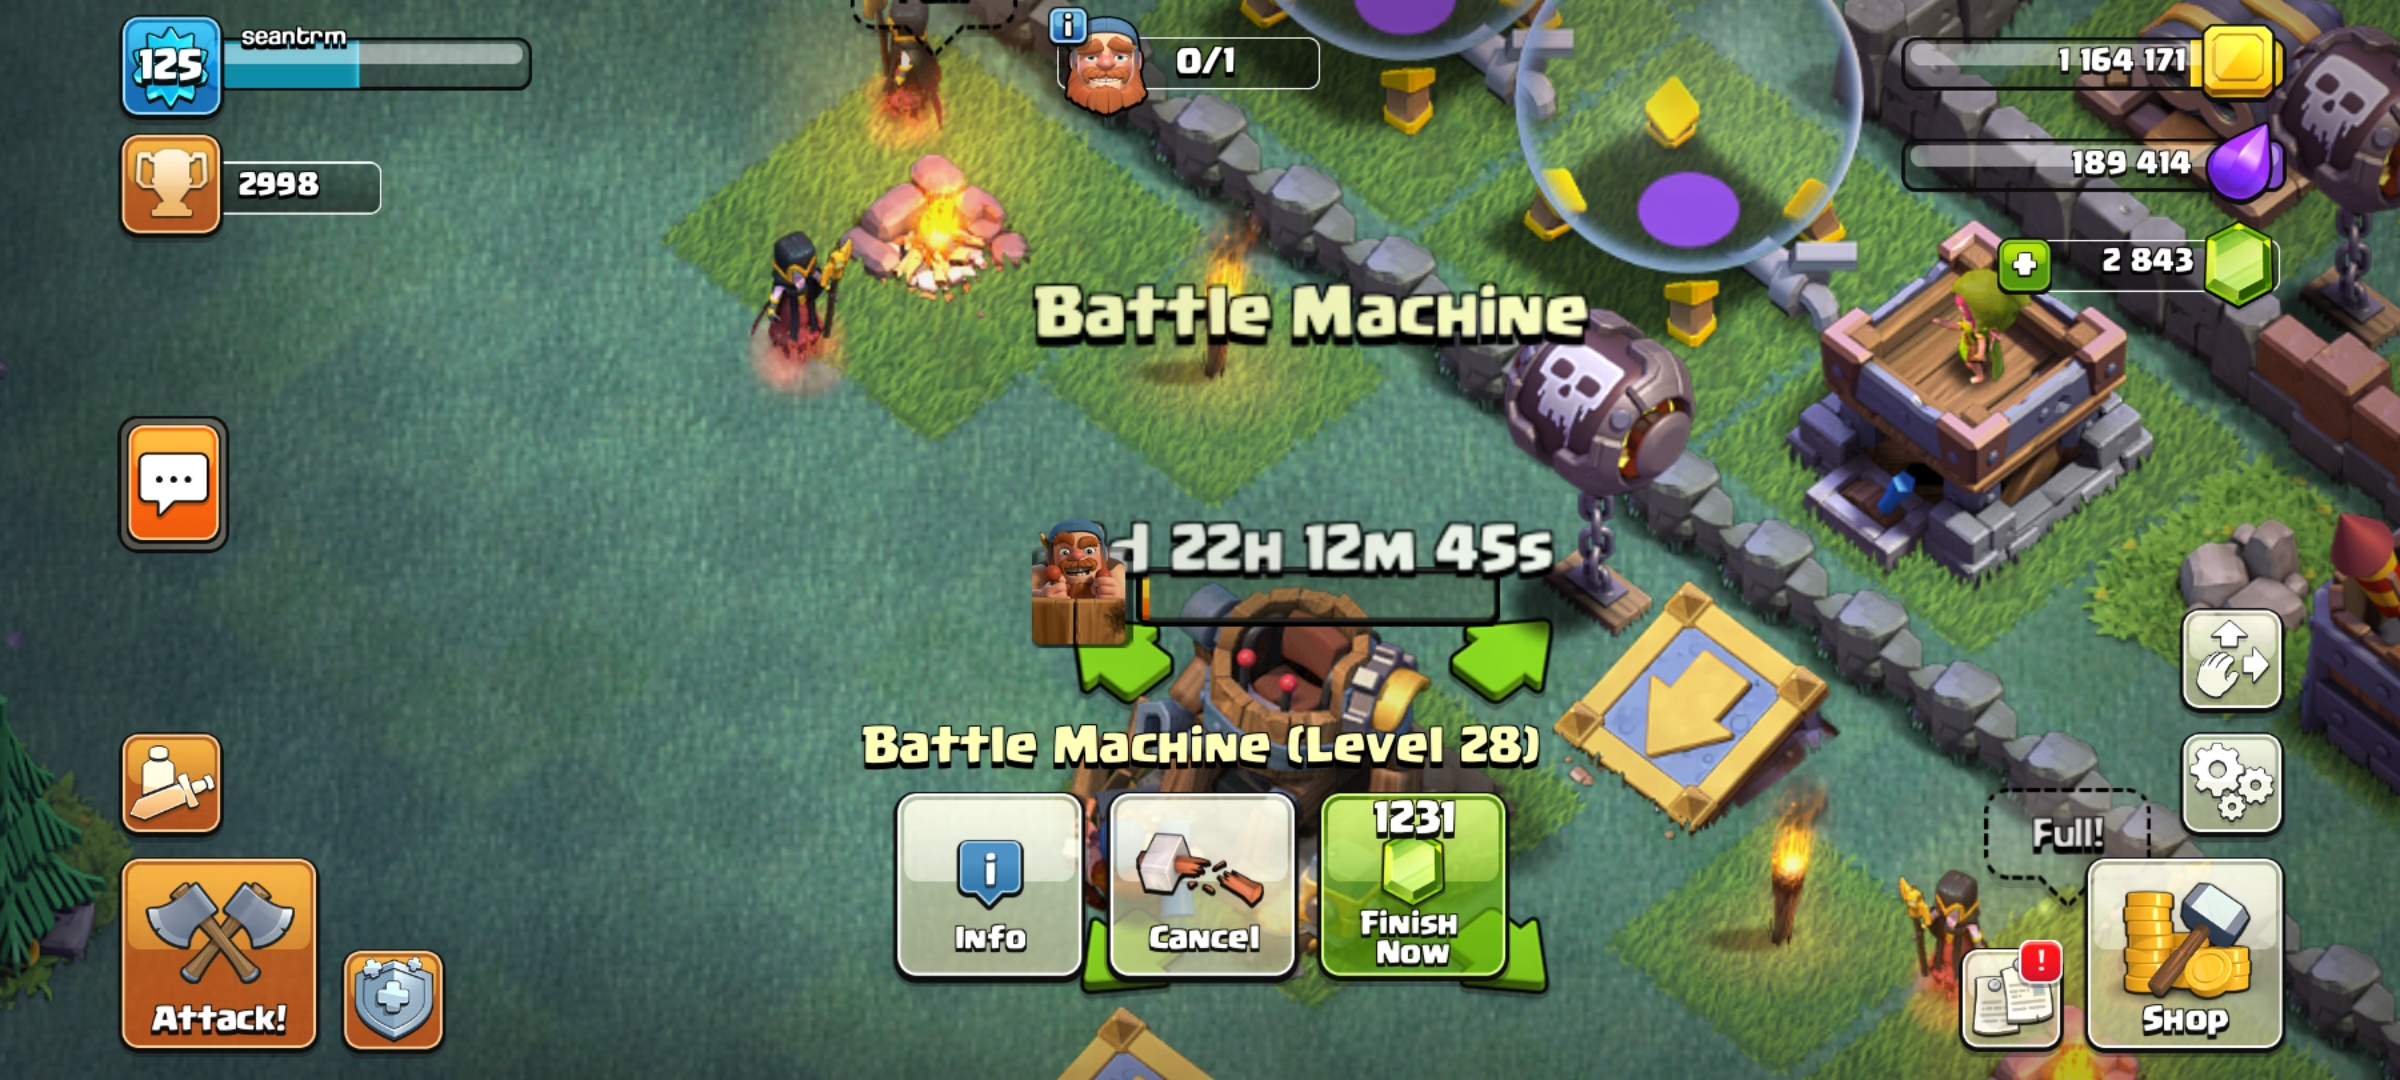 seantrm
125
0/1
1 164 171
2998
189 414
2 843
Battle Machine
d 22H 12M 45s
Battle Machine (Level 28)
1231
Info
Cancel
Finish
Now
Full!
Attack!
!
Shop